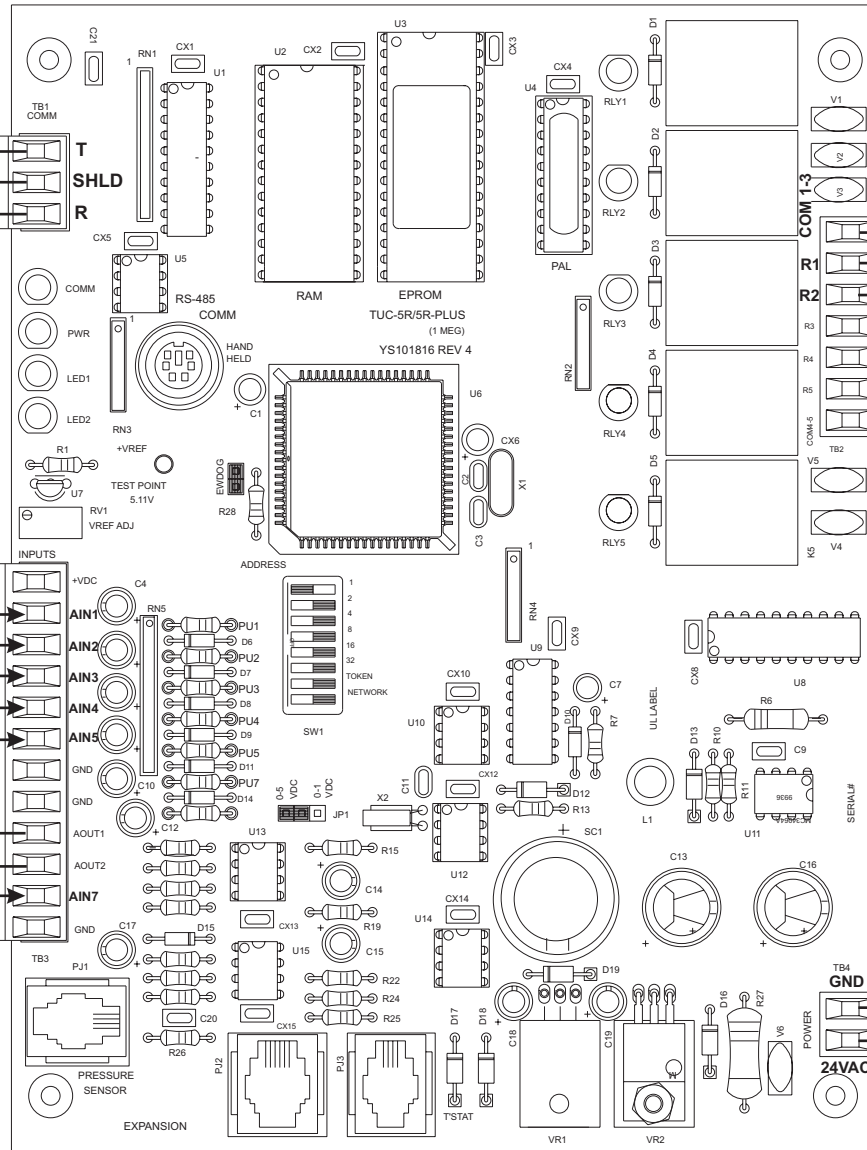 C21
RN1
1
CX1
U1
U2
CX2
U3
CX3
U4
CX4
D1
RLY1
V1
V2
V3
TB1
COMM
T
SHLD
R
CX5
U5
D2
RLY2
COM 1-3
R1
R2
R3
R4
R5
COM4-5
TB2
PAL
RAM
EPROM
TUC-5R/5R-PLUS
(1 MEG)
YS101816 REV 4
RS-485
COMM
HAND
HELD
COMM
PWR
LED1
LED2
1
RN3
C1
U6
RN2
D3
RLY3
D4
RLY4
D5
RLY5
V5
V4
K5
R1
+VREF
TEST POINT
5.11V
U7
RV1
VREF ADJ
EWDOG
R28
C2
CX6
X1
C3
ADDRESS
INPUTS
+VDC
AIN1
AIN2
AIN3
AIN4
AIN5
GND
GND
AOUT1
AOUT2
AIN7
GND
TB3
C4
RN5
PU1
D6
PU2
D7
PU3
D8
PU4
D9
PU5
D11
PU7
D14
C10
C12
1
2
4
8
16
32
TOKEN
NETWORK
SW1
1
RN4
CX9
U9
CX10
U10
C7
D10
R7
UL LABEL
CX8
U8
R6
D13
R10
R11
C9
9936
MC34064A
U11
SERIAL#
L1
0-5
VDC
0-1
VDC
JP1
X2
C11
CX12
D12
R13
U12
SC1
U13
R15
C14
R19
C15
CX13
U15
CX14
U14
C13
C16
C17
D15
R22
R24
R25
C20
R26
CX15
D19
C18
C19
D17
D18
T'STAT
D16
R27
V6
TB4
GND
POWER
24VAC
PJ1
PRESSURE
SENSOR
EXPANSION
PJ2
PJ3
VR1
M
VR2